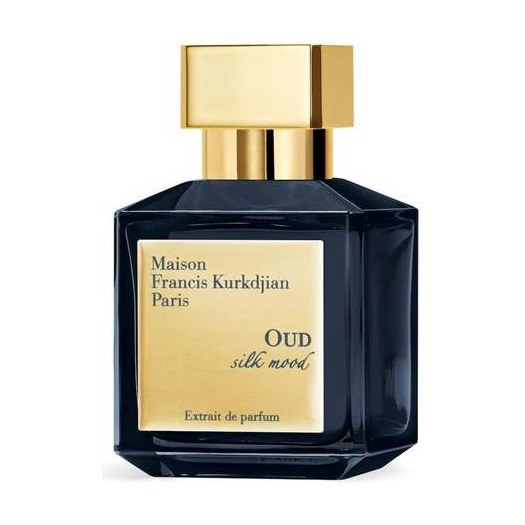 Maison
Francis Kurkdjian
Paris
OUD
silk mood
Extrait de parfum